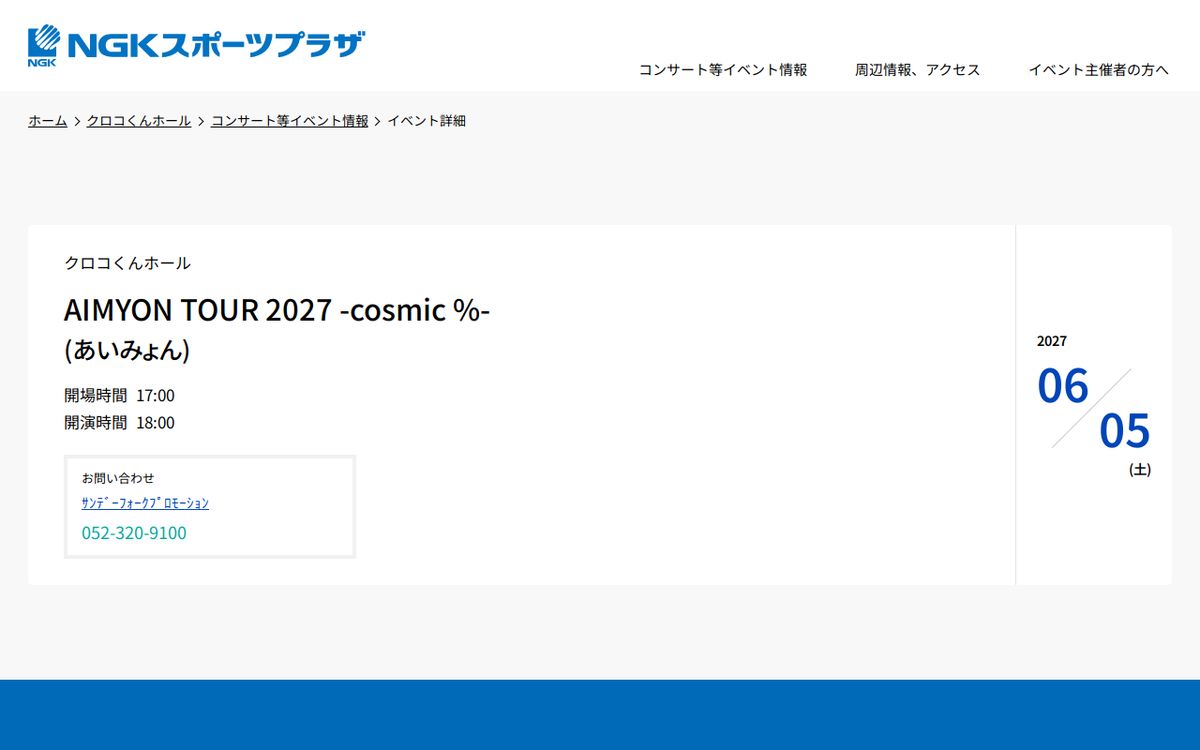 NGK
NGKスポーツプラザ
コンサート等イベント情報 周辺情報、アクセス イベント主催者の方へ
ホーム > クロコくんホール > コンサート等イベント情報 > イベント詳細
クロコくんホール
AIMYON TOUR 2027 -cosmic %-
(あいみょん)
開場時間 17:00
開演時間 18:00
お問い合わせ
ｻﾝﾃﾞｰﾌｫｰｸﾌﾟﾛﾓｰｼｮﾝ
052-320-9100
2027
06
05
(土)